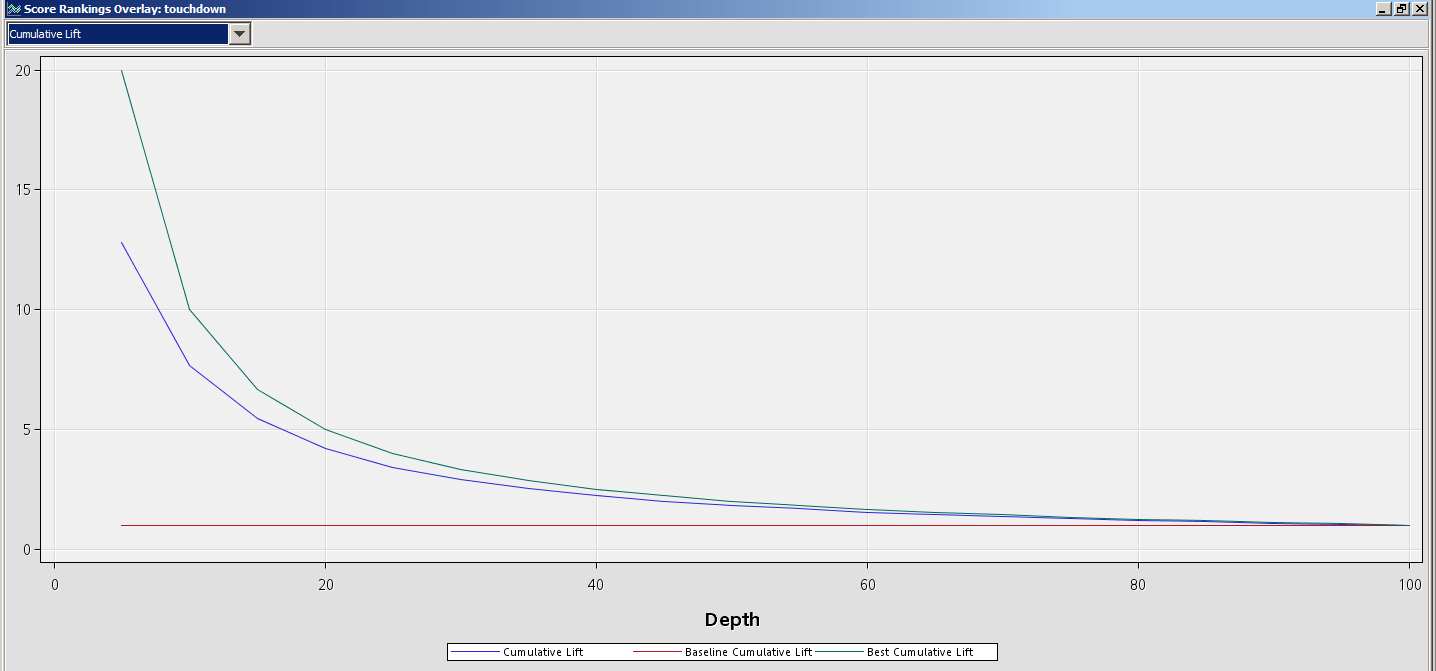 Score Rankings Overlay: touchdown
Cumulative Lift
20
15
10
5
0
0 20 40 60 80 100
Depth
Cumulative Lift Baseline Cumulative Lift Best Cumulative Lift